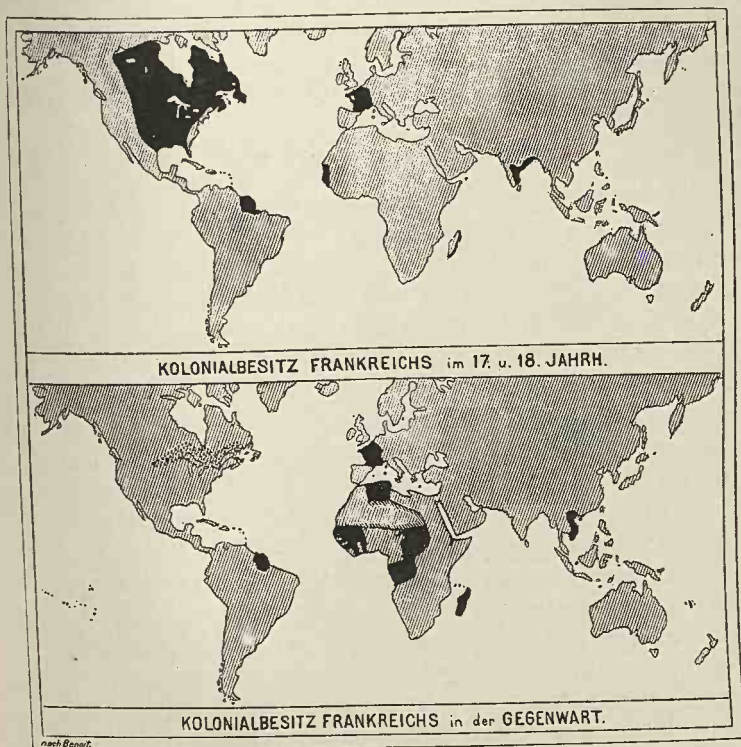 KOLONIALBESITZ FRANKREICHS im 17. u. 18. JAHRH.
KOLONIALBESITZ FRANKREICHS in der GEGENWART.
nach Benoit.